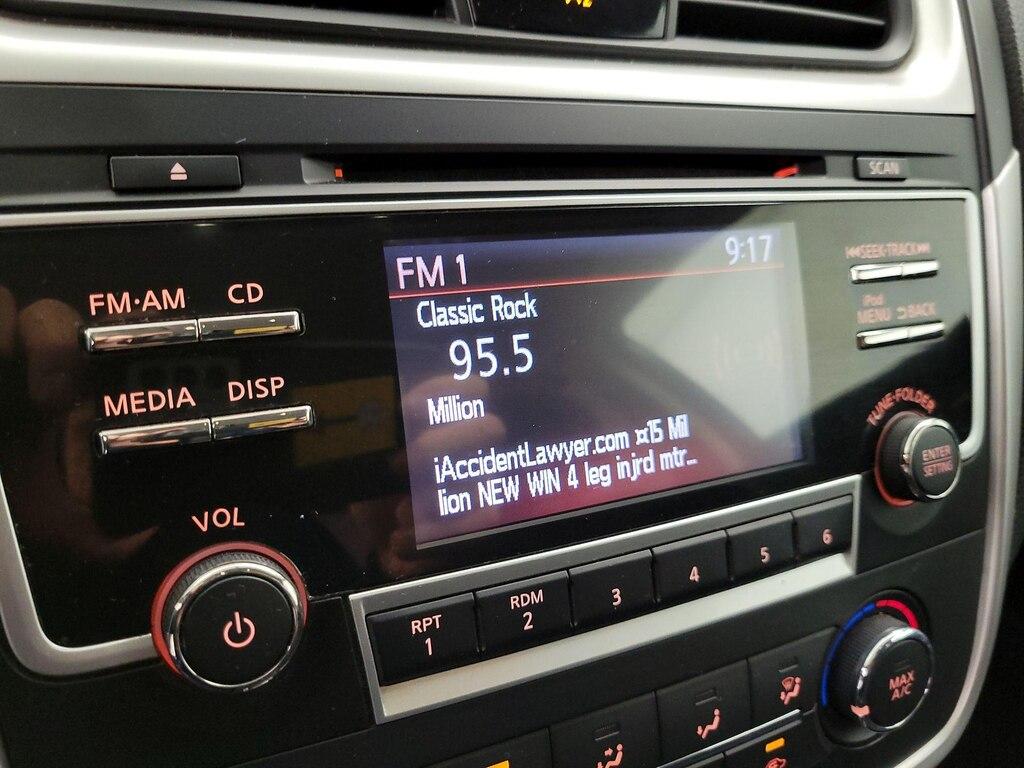 SCAN
FM 1 9:17
Classic Rock
95.5
Million
iAccidentLawyer.com ¤15 Mil
lion NEW WIN 4 leg injrd mtr...
FM·AM CD
MEDIA DISP
VOL
SEEK·TRACK
iPod
MENU BACK
TUNE·FOLDER
ENTER
SETTING
RPT
1
RDM
2
3
4
5
6
MAX
A/C